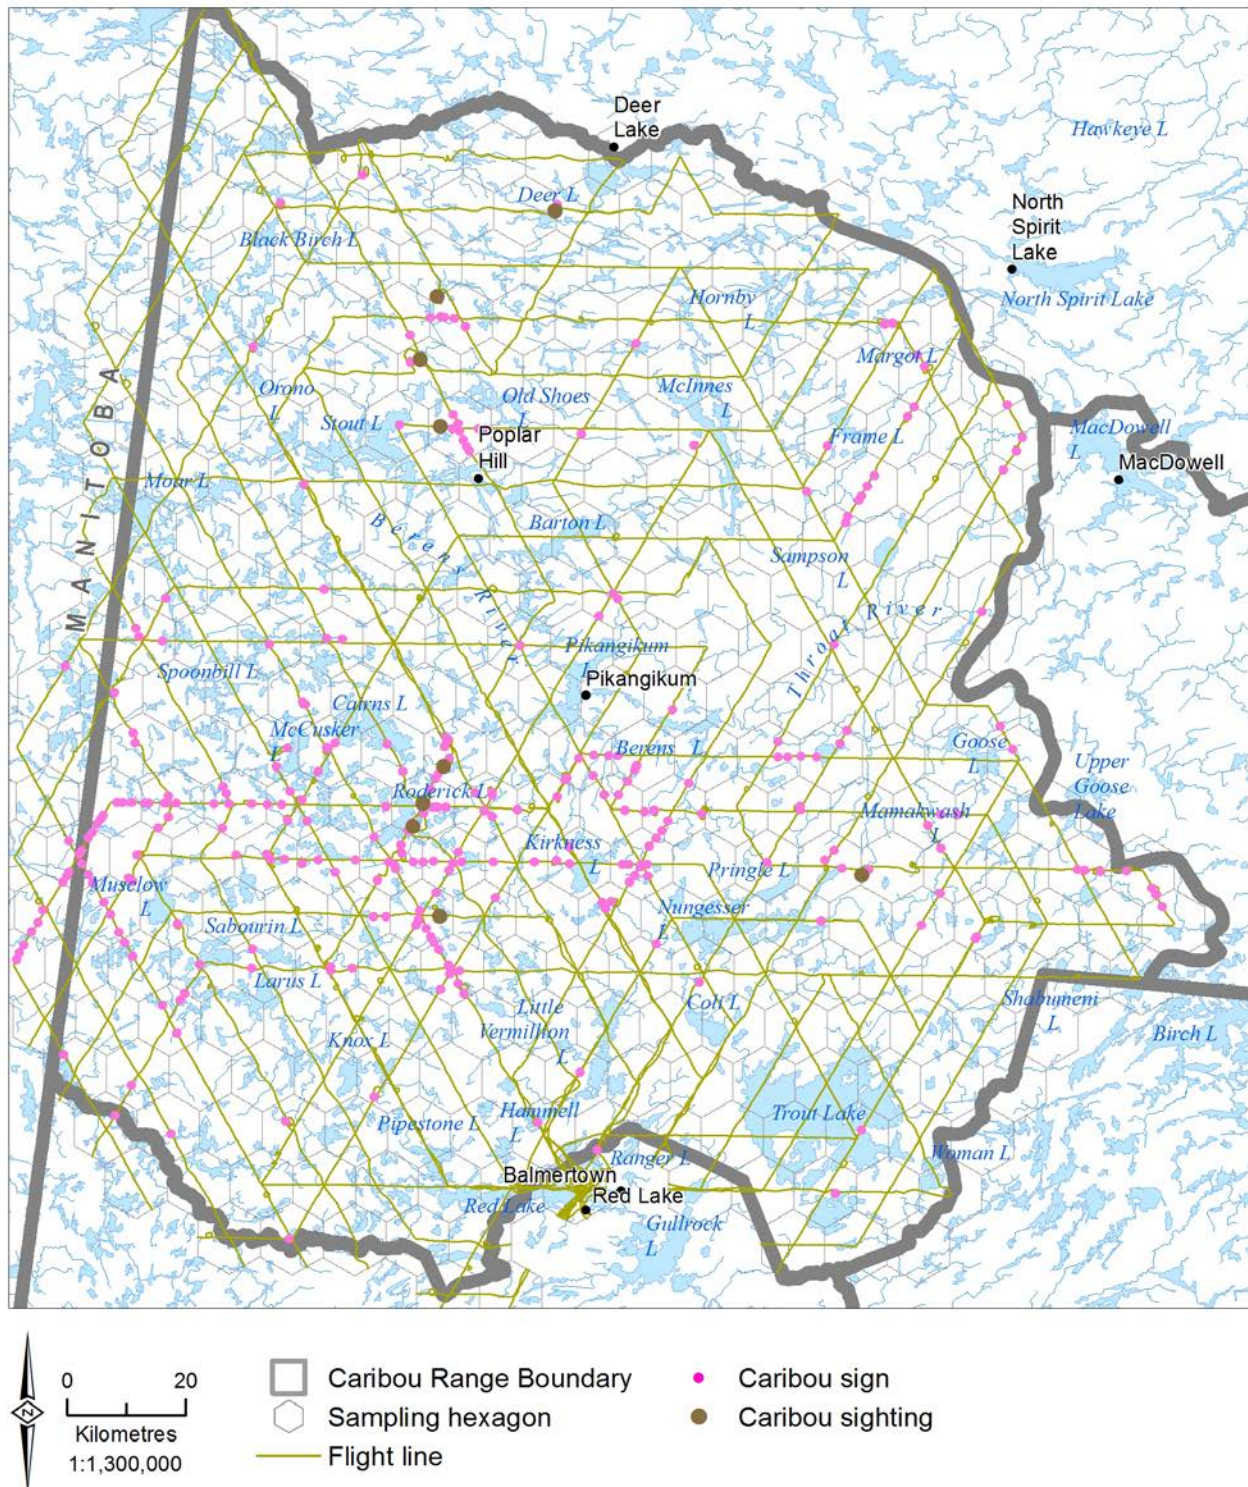 Deer
Lake
Hawkeye L
Deer L
North
Spirit
Lake
Black Birch L
North Spirit Lake
Hornby
L
Margot L
MANITOBA
Orono
L
Old Shoes
L
McInnes
L
Stout L
Poplar
Hill
Frame L
MacDowell
L
MacDowell
Moar L
Berens River
Barton L
Sampson
L
Throat River
Pikangikum
L
Spoonbill L
Pikangikum
Cairns L
McCusker
L
Berens L
Goose
L
Upper
Goose
Lake
Roderick L
Mamakwash
L
Kirkness
L
Pringle L
Musclow
L
Nungesser
L
Sabourin L
Larus L
Little
Vermillion
L
Coli L
Shabumeni
L
Birch L
Knox L
Hammell
L
Trout Lake
Pipestone L
Ranger L
Woman L
Balmertown
Red Lake
Red Lake
Gullrock
L
0 20
Kilometres
1:1,300,000
N
Caribou Range Boundary
Sampling hexagon
Flight line
Caribou sign
Caribou sighting